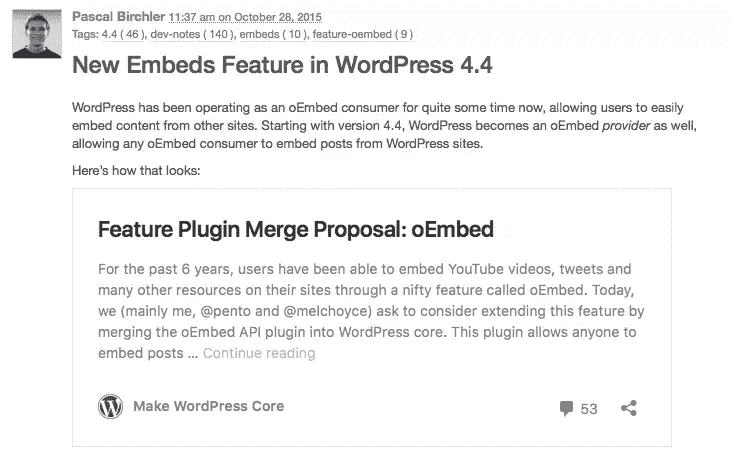 Pascal Birchler 11:37 am on October 28, 2015
Tags: 4.4 ( 46 ), dev-notes ( 140 ), embeds ( 10 ), feature-oembed ( 9 )
New Embeds Feature in WordPress 4.4
WordPress has been operating as an oEmbed consumer for quite some time now, allowing users to easily
embed content from other sites. Starting with version 4.4, WordPress becomes an oEmbed provider as well,
allowing any oEmbed consumer to embed posts from WordPress sites.
Here's how that looks:
Feature Plugin Merge Proposal: oEmbed
For the past 6 years, users have been able to embed YouTube videos, tweets and
many other resources on their sites through a nifty feature called oEmbed. Today,
we (mainly me, @pento and @melchoyce) ask to consider extending this feature by
merging the oEmbed API plugin into WordPress core. This plugin allows anyone to
embed posts ... Continue reading
Make WordPress Core
53